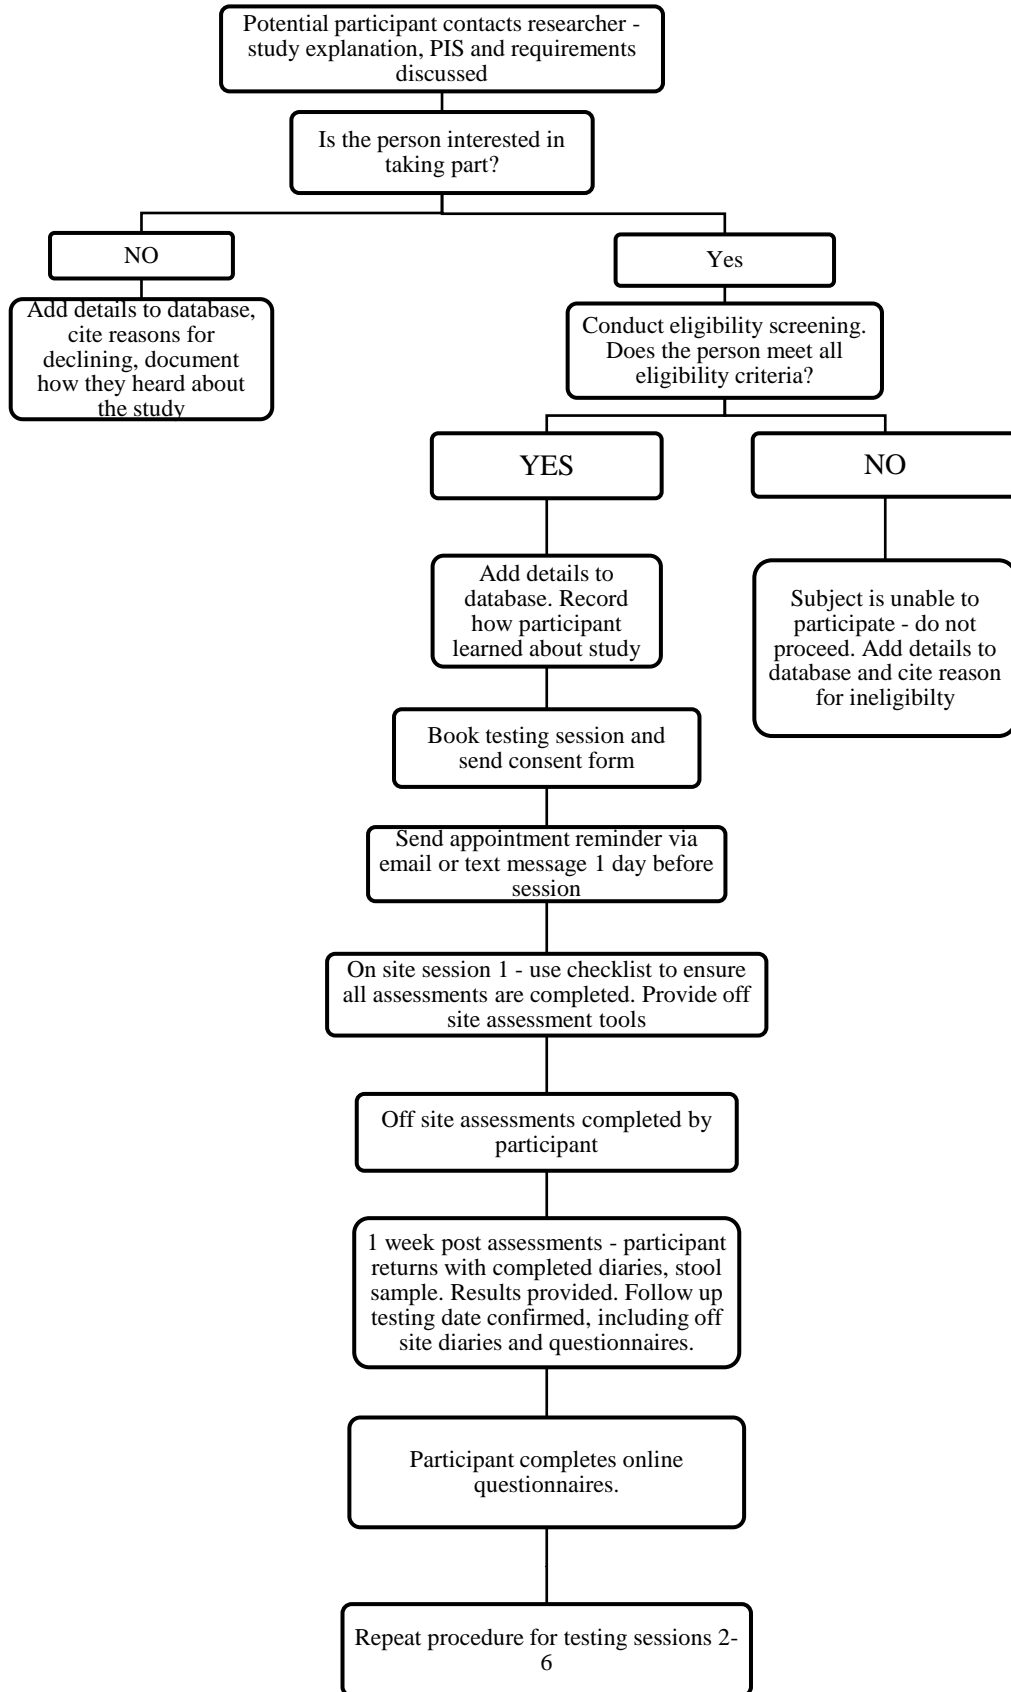 Potential participant contacts researcher -
study explanation, PIS and requirements
discussed
Is the person interested in
taking part?
NO
Yes
Add details to database,
cite reasons for
declining, document
how they heard about
the study
Conduct eligibility screening.
Does the person meet all
eligibility criteria?
YES
NO
Add details to
database. Record
how participant
learned about study
Subject is unable to
participate - do not
proceed. Add details to
database and cite reason
for ineligibilty
Book testing session and
send consent form
Send appointment reminder via
email or text message 1 day before
session
On site session 1 - use checklist to ensure
all assessments are completed. Provide off
site assessment tools
Off site assessments completed by
participant
1 week post assessments - participant
returns with completed diaries, stool
sample. Results provided. Follow up
testing date confirmed, including off
site diaries and questionnaires.
Participant completes online
questionnaires.
Repeat procedure for testing sessions 2-
6